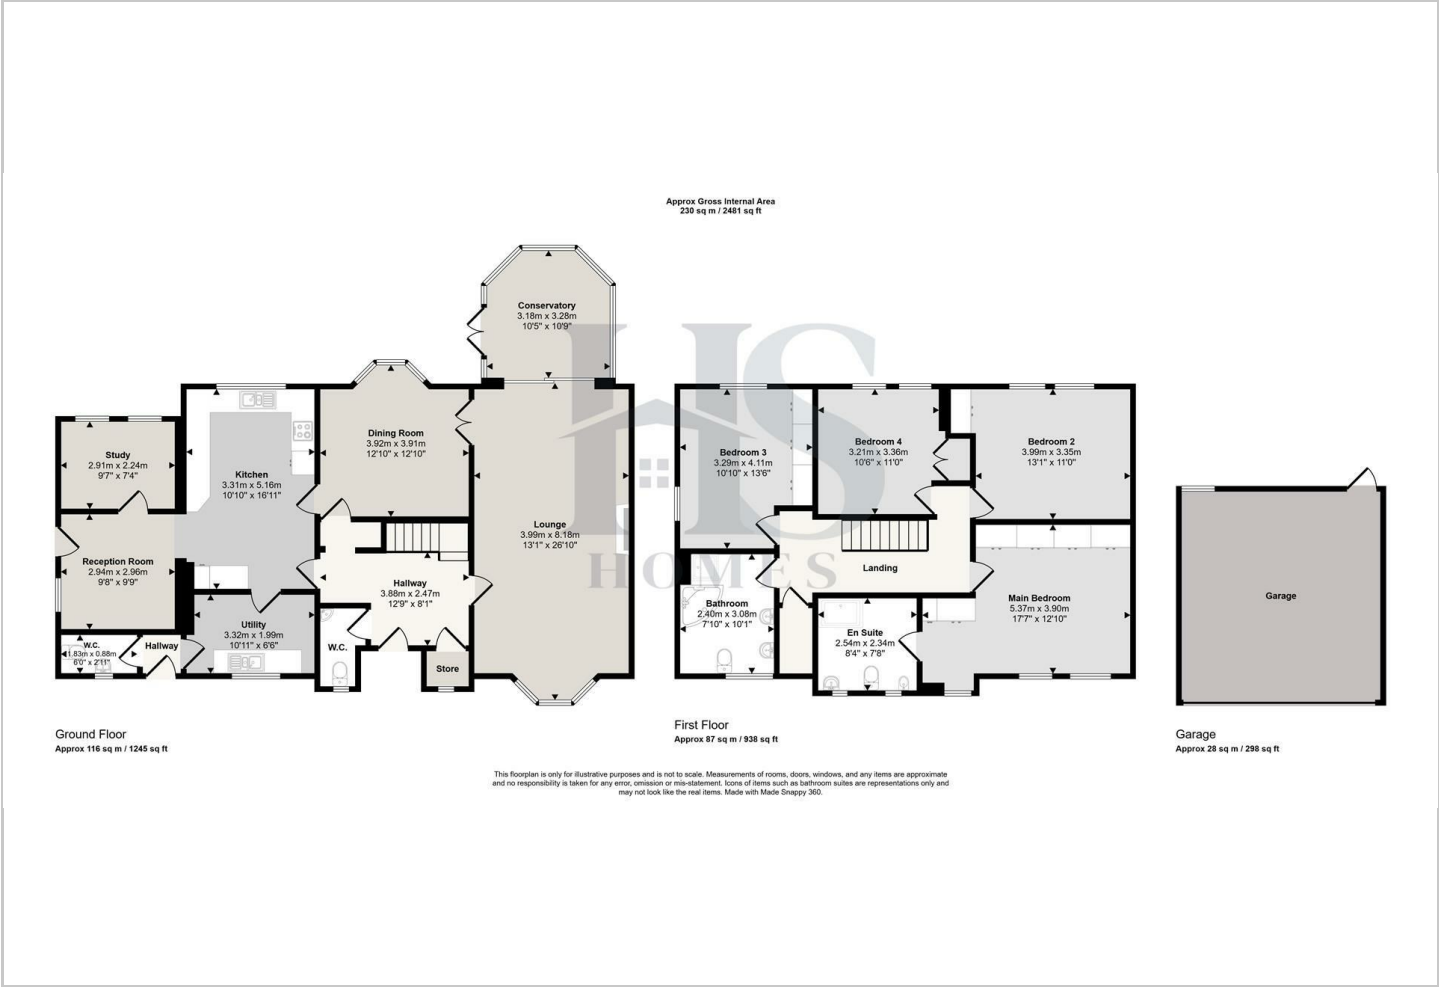 Approx Gross Internal Area
230 sq m / 2481 sq ft
Conservatory
3.18m x 3.28m
10'5" x 10'9"
Dining Room
3.92m x 3.91m
12'10" x 12'10"
Study
2.91m x 2.24m
9'7" x 7'4"
Kitchen
3.31m x 5.16m
10'10" x 16'11"
Lounge
3.99m x 8.18m
13'1" x 26'10"
Reception Room
2.94m x 2.96m
9'8" x 9'9"
Hallway
3.88m x 2.47m
12'9" x 8'1"
Utility
3.32m x 1.99m
10'11" x 6'6"
W.C.
1.83m x 0.88m
6'0" x 2'11"
Hallway
W.C.
Store
Ground Floor
Approx 116 sq m / 1245 sq ft
HS
HOMES
Bedroom 3
3.29m x 4.11m
10'10" x 13'6"
Bedroom 4
3.21m x 3.36m
10'6" x 11'0"
Bedroom 2
3.99m x 3.35m
13'1" x 11'0"
Landing
Bathroom
2.40m x 3.08m
7'10" x 10'1"
En Suite
2.54m x 2.34m
8'4" x 7'8"
Main Bedroom
5.37m x 3.90m
17'7" x 12'10"
First Floor
Approx 87 sq m / 938 sq ft
Garage
Garage
Approx 28 sq m / 298 sq ft
This floorplan is only for illustrative purposes and is not to scale. Measurements of rooms, doors, windows, and any items are approximate
and no responsibility is taken for any error, omission or mis-statement. Icons of items such as bathroom suites are representations only and
may not look like the real items. Made with Made Snappy 360.